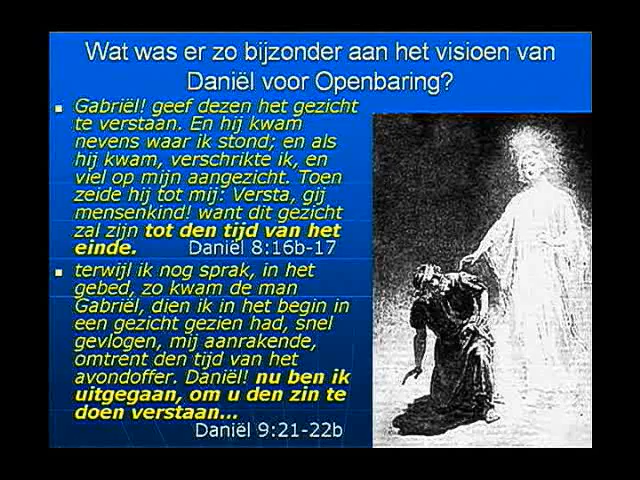 Wat was er zo bijzonder aan het visioen van
Daniël voor Openbaring?
Gabriël! geef dezen het gezicht
te verstaan. En hij kwam
nevens waar ik stond; en als
hij kwam, verschrikte ik, en
viel op mijn aangezicht. Toen
zeide hij tot mij: Versta, gij
mensenkind! want dit gezicht
zal zijn tot den tijd van het
einde. Daniël 8:16b-17
terwijl ik nog sprak, in het
gebed, zo kwam de man
Gabriël, dien ik in het begin in
een gezicht gezien had, snel
gevlogen, mij aanrakende,
omtrent den tijd van het
avondoffer. Daniël! nu ben ik
uitgegaan, om u den zin te
doen verstaan...
Daniël 9:21-22b